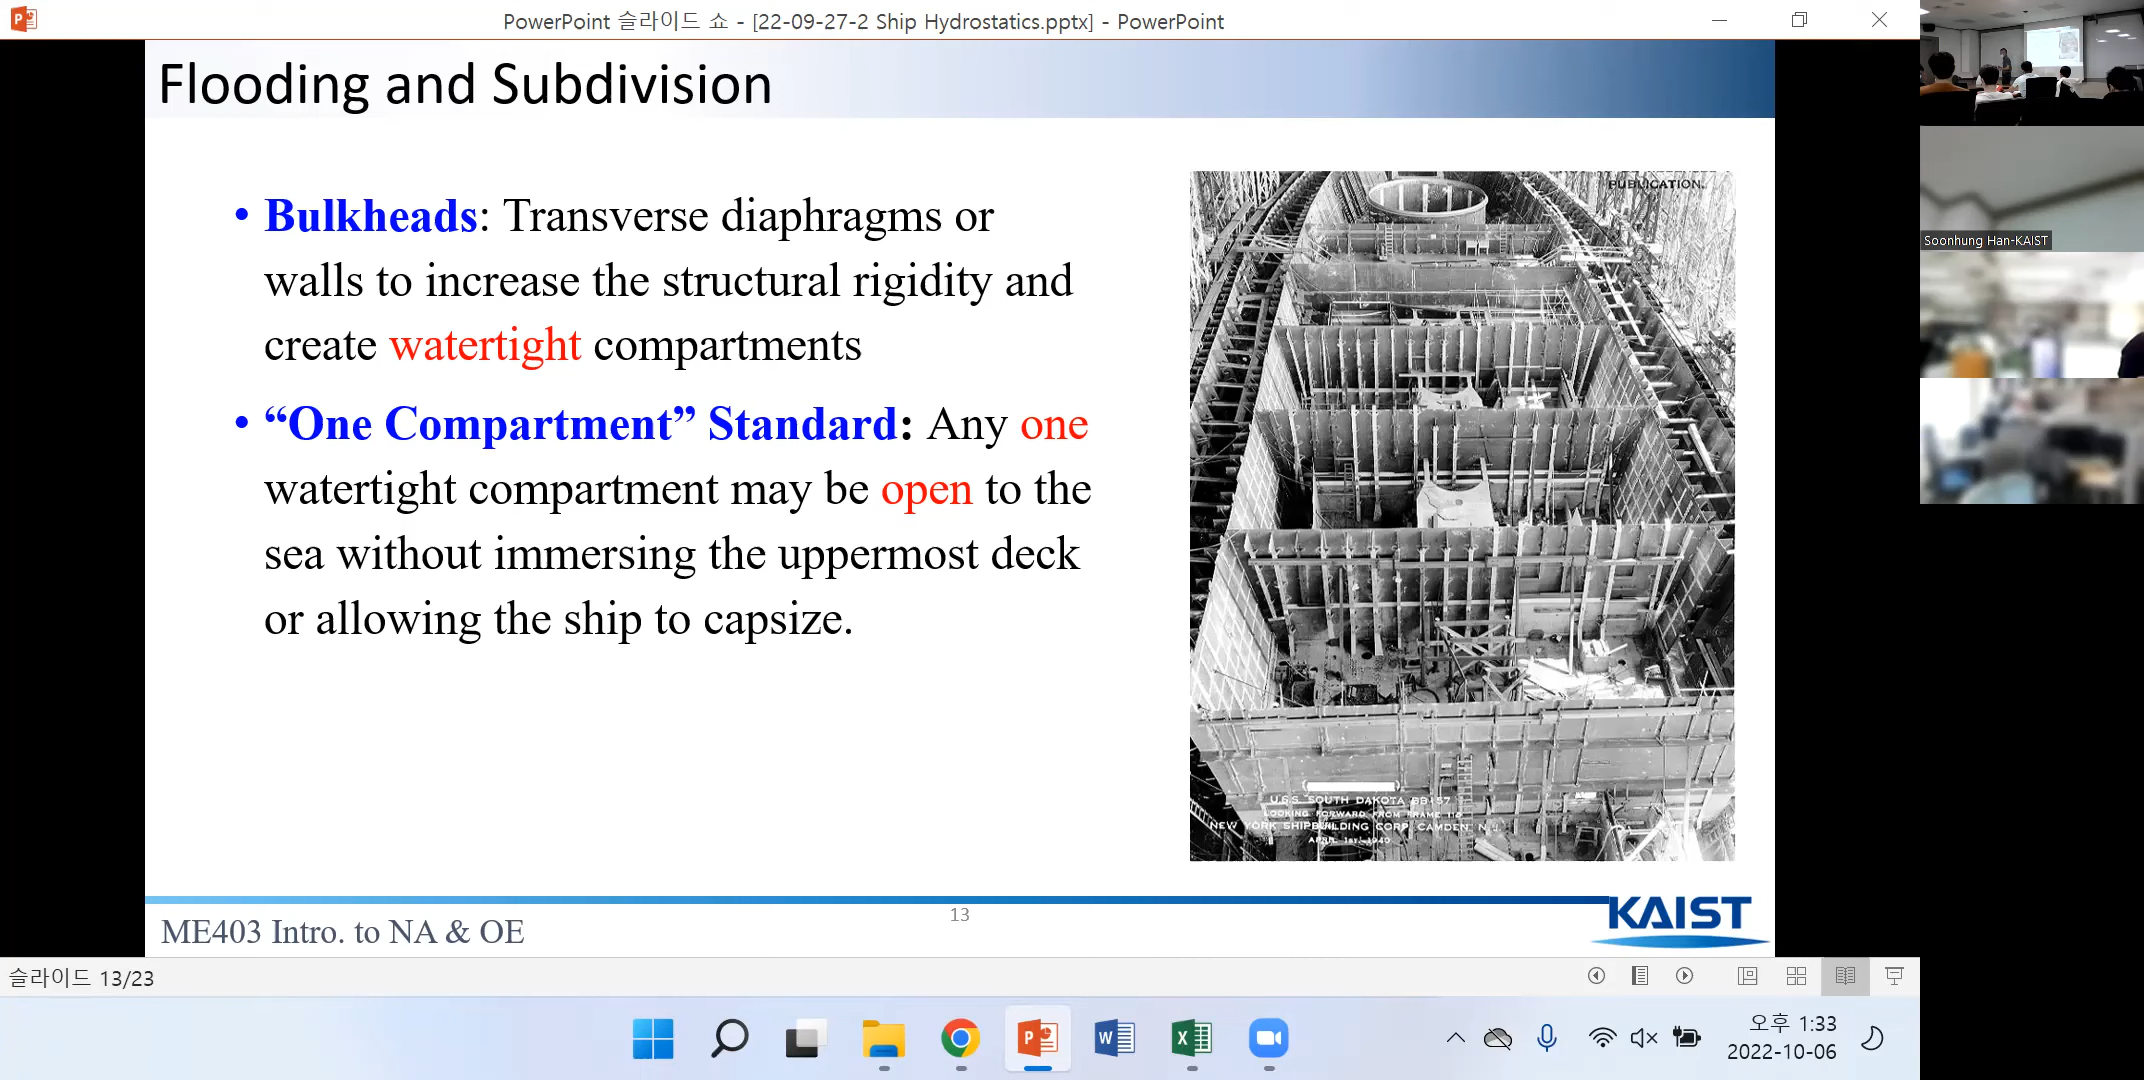 PowerPoint 슬라이드 쇼 - [22-09-27-2 Ship Hydrostatics.pptx] - PowerPoint
Flooding and Subdivision
• Bulkheads: Transverse diaphragms or
walls to increase the structural rigidity and
create watertight compartments
• “One Compartment” Standard: Any one
watertight compartment may be open to the
sea without immersing the uppermost deck
or allowing the ship to capsize.
PUBLICATION.
U.S.S. SOUTH DAKOTA BB-57
LOOKING FORWARD FROM FRAME 116
NEW YORK SHIPBUILDING CORP. CAMDEN N.J.
APRIL 1ST. 1940
ME403 Intro. to NA & OE
13
KAIST
Soonhung Han-KAIST
슬라이드 13/23
오후 1:33
2022-10-06